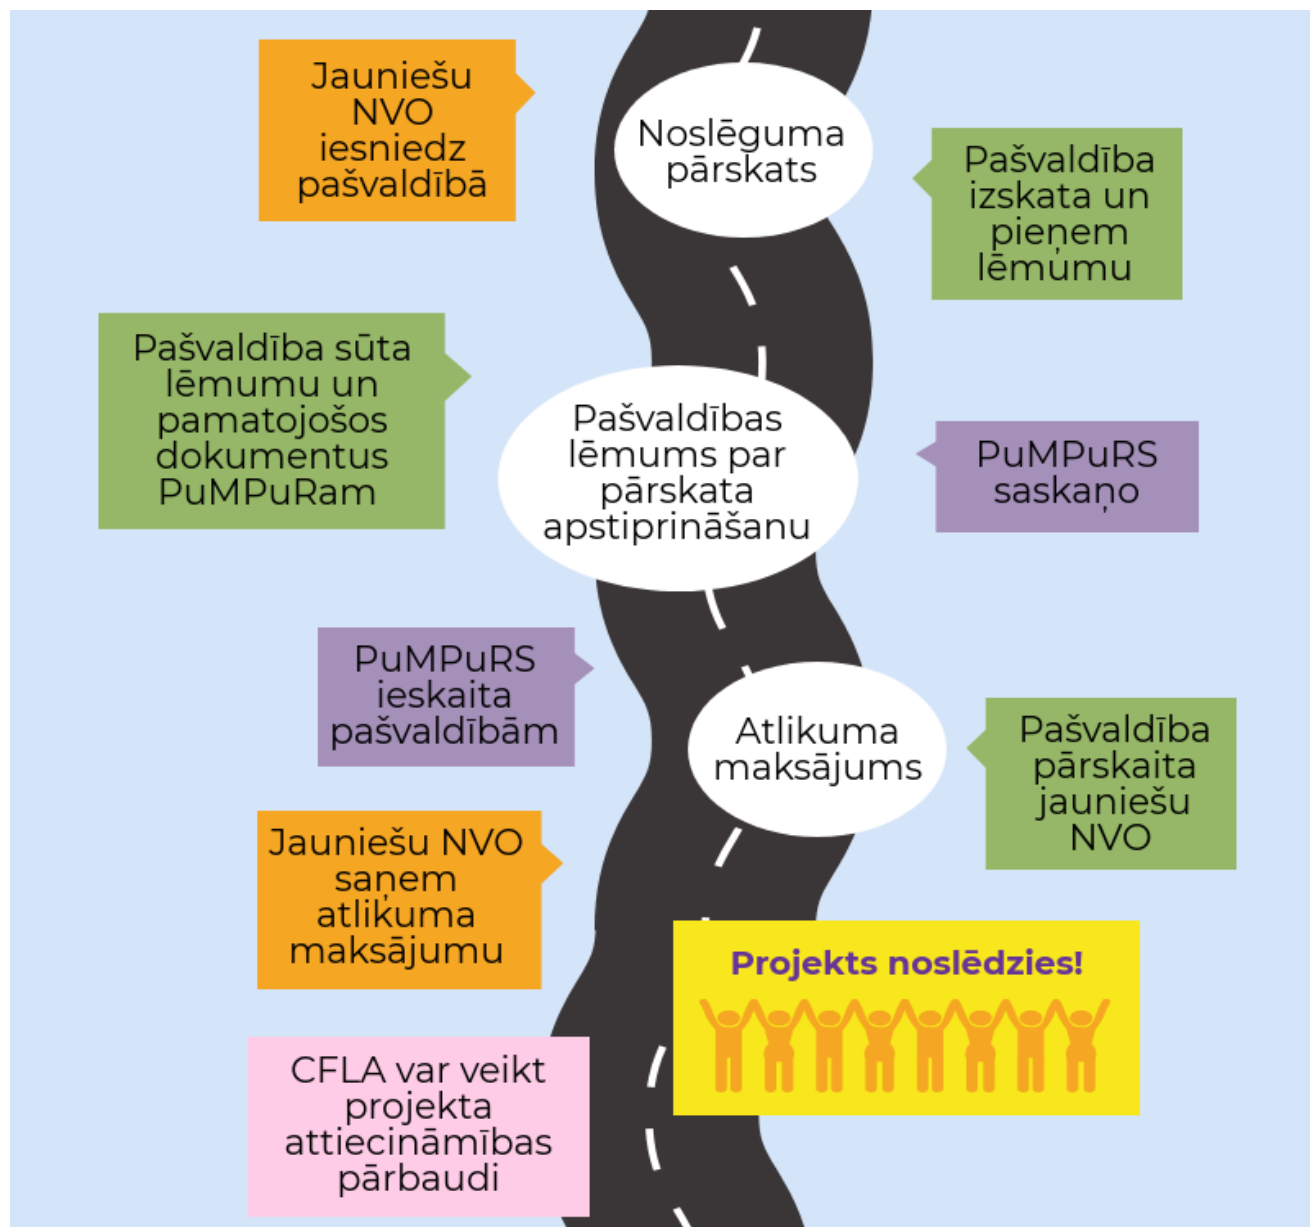 Jauniešu
NVO
iesniedz
pašvaldībā
Noslēguma
pārskats
Pašvaldība
izskata un
pieņem
lēmumu
Pašvaldība sūta
lēmumu un
pamatojošos
dokumentus
PuMPuRam
Pašvaldības
lēmums par
pārskata
apstiprināšanu
PuMPuRS
saskaņo
PuMPuRS
ieskaita
pašvaldībām
Atlikuma
maksājums
Pašvaldība
pārskaita
jauniešu
NVO
Jauniešu NVO
saņem
atlikuma
maksājumu
Projekts noslēdzies!
CFLA var veikt
projekta
attiecināmības
pārbaudi